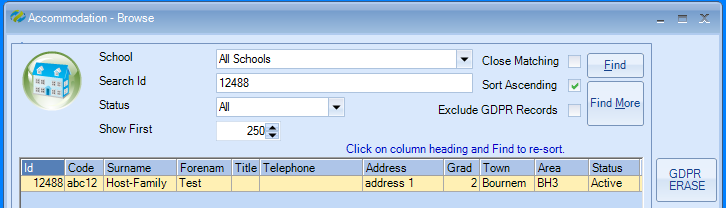 Accommodation - Browse
School All Schools Close Matching Find
Search Id 12488 Sort Ascending
Status All Exclude GDPR Records Find More
Show First 250
Click on column heading and Find to re-sort.
Id Code Surname Forenam Title Telephone Address Grad Town Area Status
12488 abc12 Host-Family Test address 1 2 Bournem BH3 Active
GDPR
ERASE